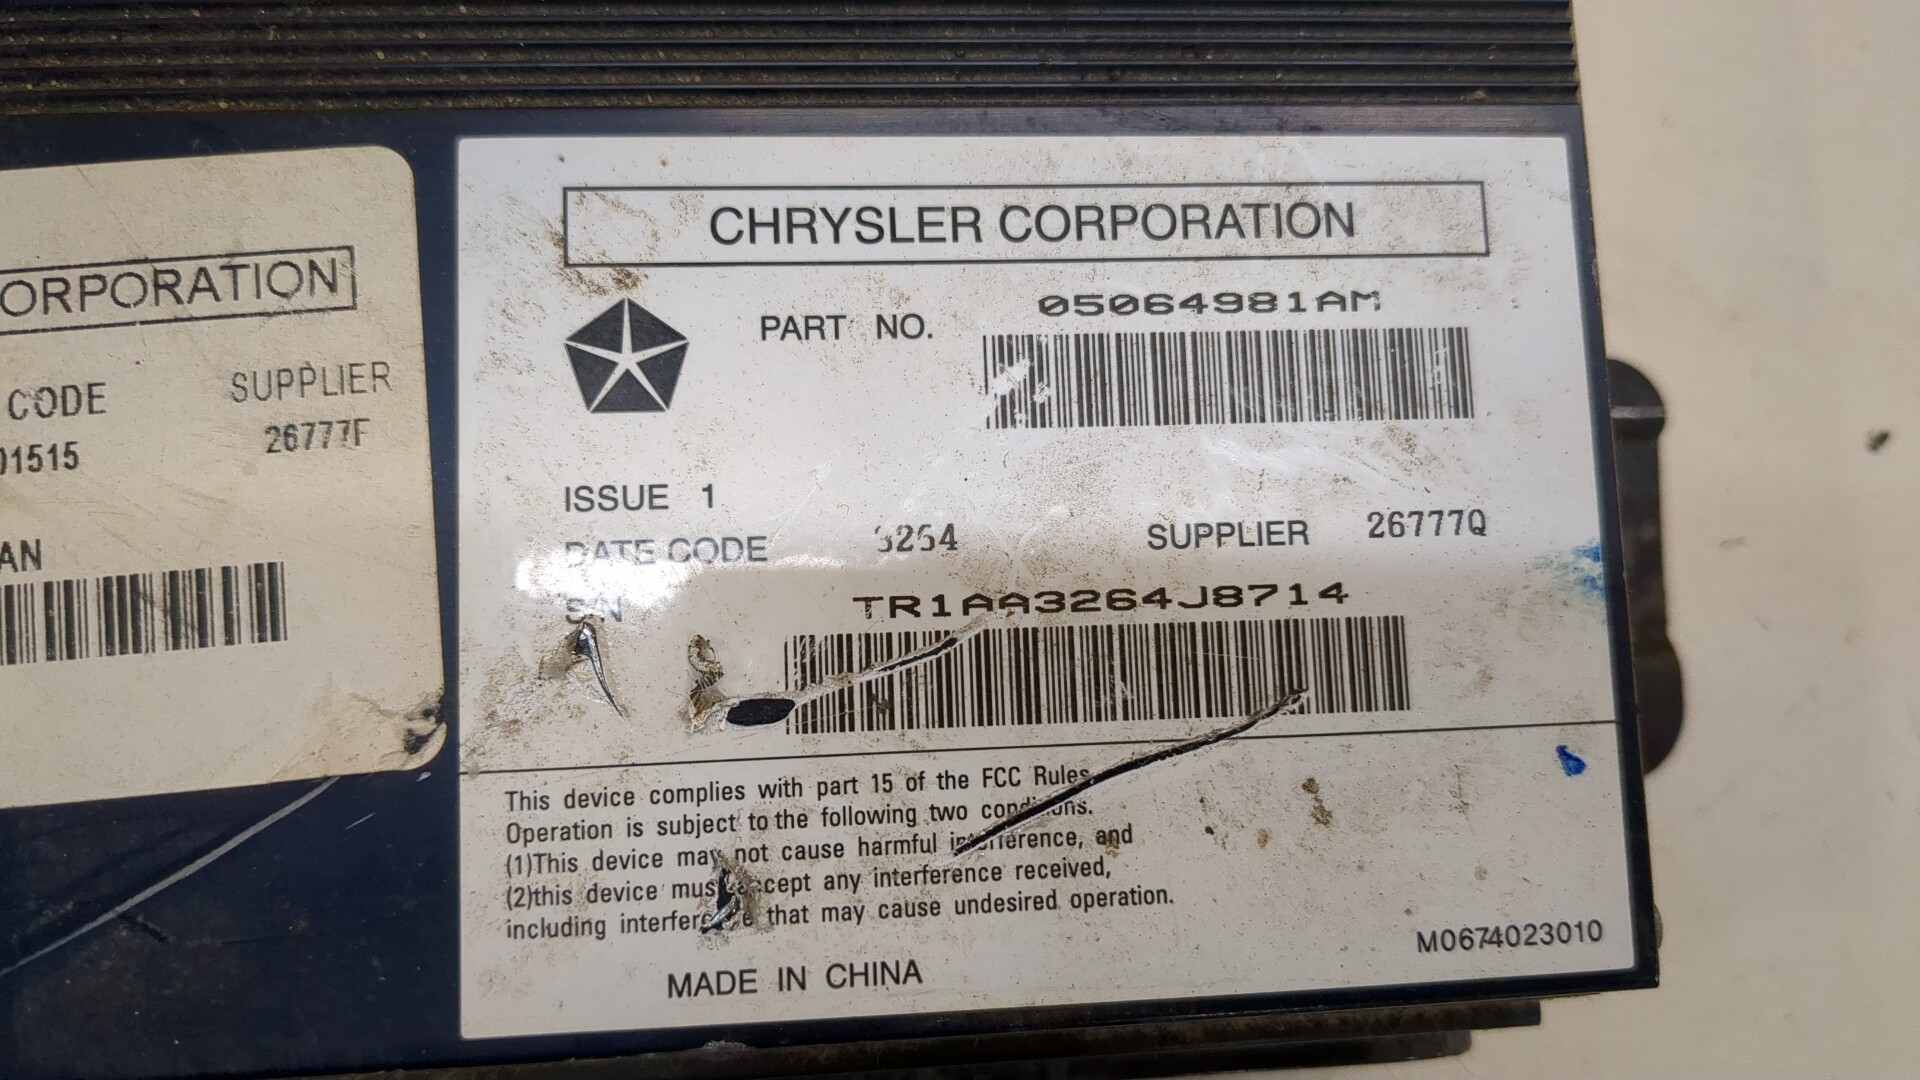 ORPORATION
CODE SUPPLIER
01515 26777F
AN
CHRYSLER CORPORATION
PART NO. 05064981AM
ISSUE 1
DATE CODE 3264 SUPPLIER 26777Q
S/N TR1AA3264J8714
This device complies with part 15 of the FCC Rules.
Operation is subject to the following two conditions.
(1)This device may not cause harmful interference, and
(2)this device must accept any interference received,
including interference that may cause undesired operation.
MADE IN CHINA
M0674023010